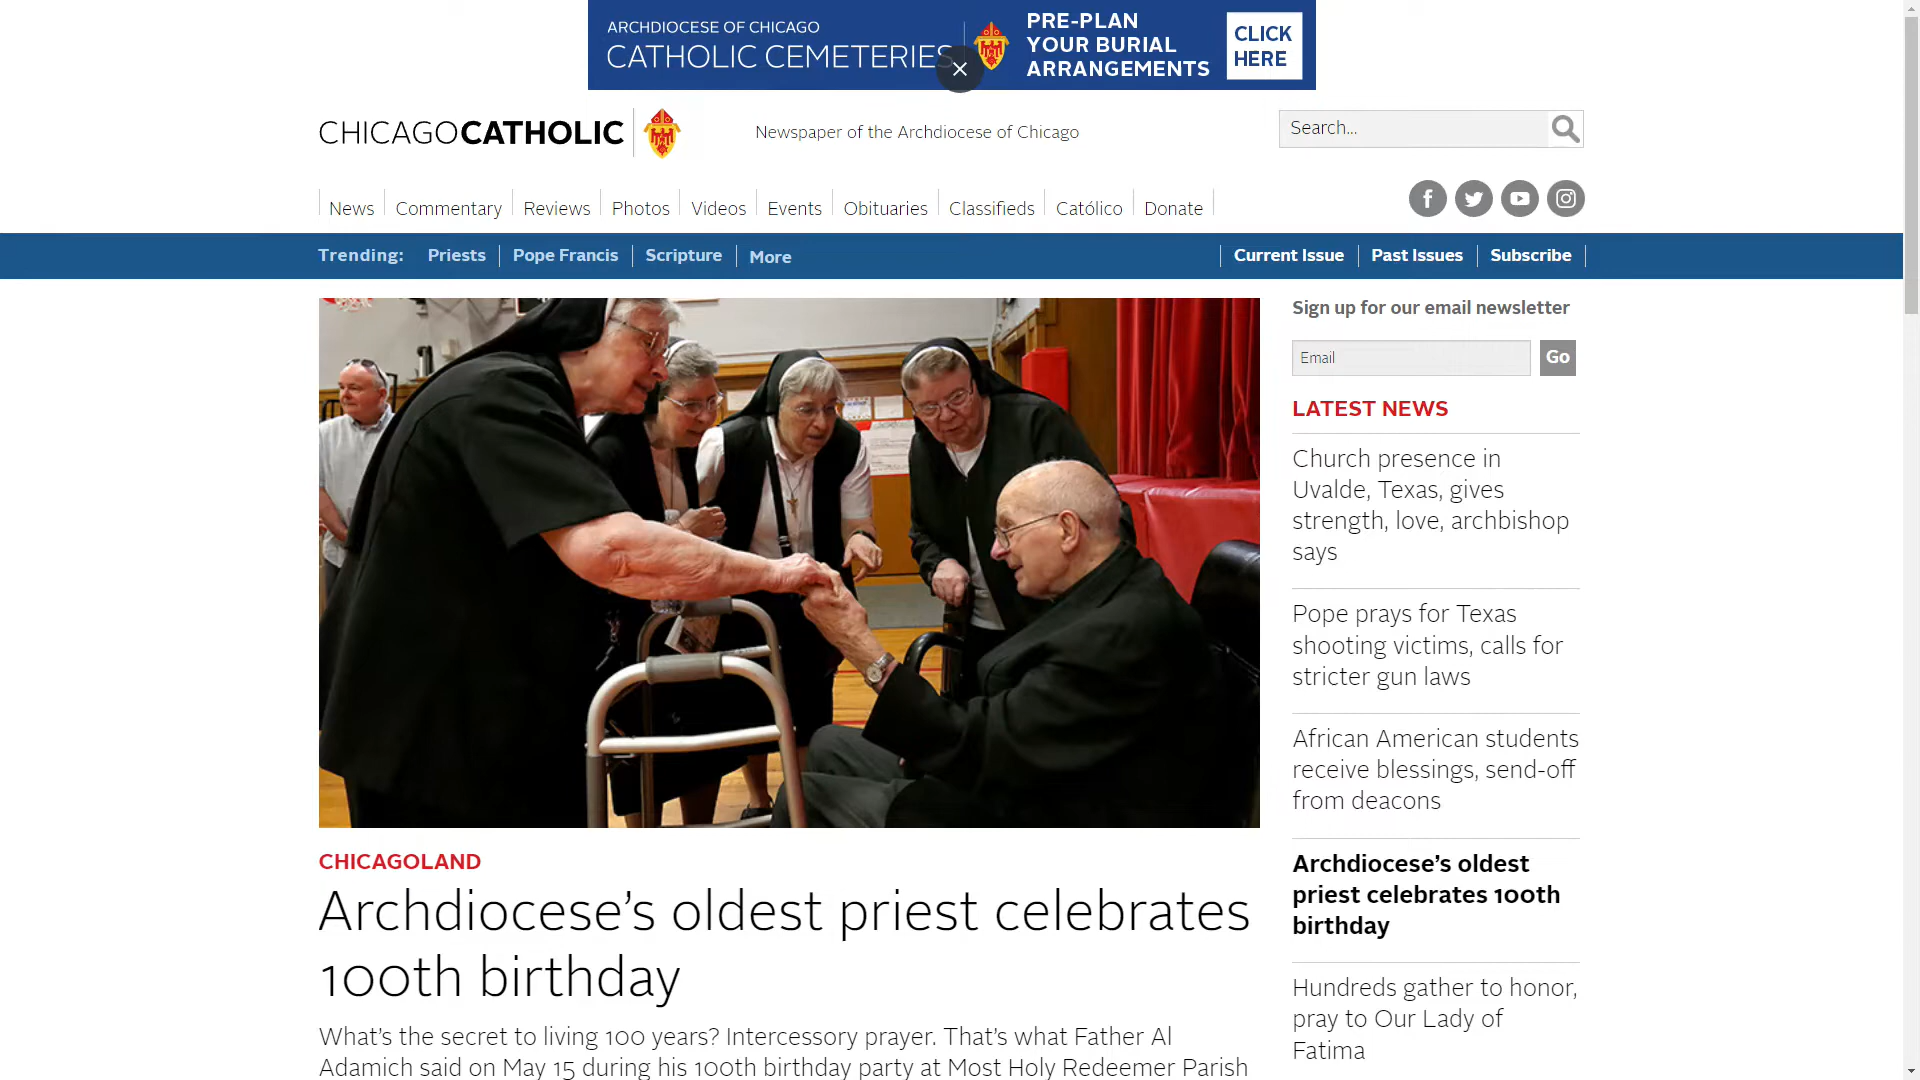 ARCHDIOCESE OF CHICAGO
CATHOLIC CEMETERIES
PRE-PLAN
YOUR BURIAL
ARRANGEMENTS
CLICK
HERE
CHICAGOCATHOLIC
Newspaper of the Archdiocese of Chicago
Search...
News
Commentary
Reviews
Photos
Videos
Events
Obituaries
Classifieds
Católico
Donate
Trending:
Priests
Pope Francis
Scripture
More
Current Issue
Past Issues
Subscribe
CHICAGOLAND
Archdiocese’s oldest priest celebrates
100th birthday
What’s the secret to living 100 years? Intercessory prayer. That’s what Father Al
Adamich said on May 15 during his 100th birthday party at Most Holy Redeemer Parish
Sign up for our email newsletter
Email
Go
LATEST NEWS
Church presence in
Uvalde, Texas, gives
strength, love, archbishop
says
Pope prays for Texas
shooting victims, calls for
stricter gun laws
African American students
receive blessings, send-off
from deacons
Archdiocese’s oldest
priest celebrates 100th
birthday
Hundreds gather to honor,
pray to Our Lady of
Fatima